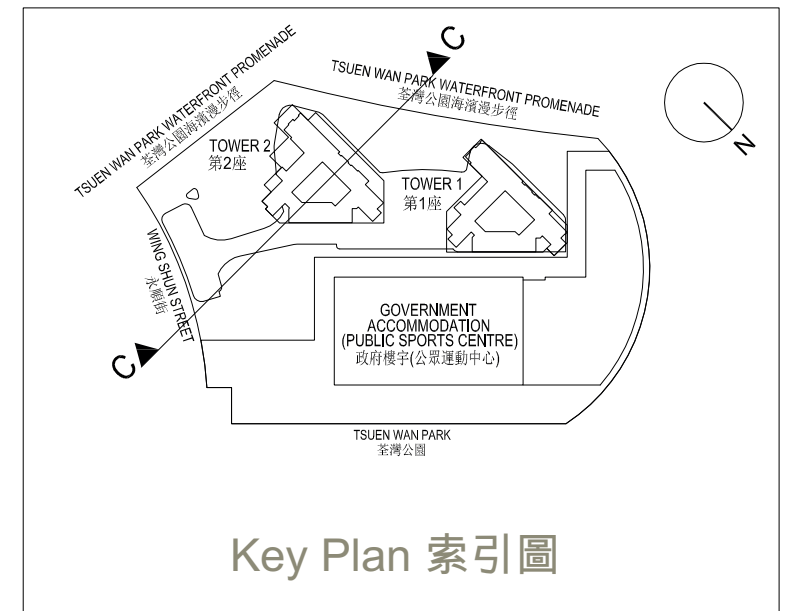 C
TSUEN WAN PARK WATERFRONT PROMENADE
荃灣公園海濱漫步徑
TSUEN WAN PARK WATERFRONT PROMENADE
荃灣公園海濱漫步徑
N
TOWER 2
第2座
TOWER 1
第1座
WING SHUN STREET
永順街
GOVERNMENT
ACCOMMODATION
(PUBLIC SPORTS CENTRE)
政府樓宇(公眾運動中心)
C
TSUEN WAN PARK
荃灣公園
Key Plan 索引圖